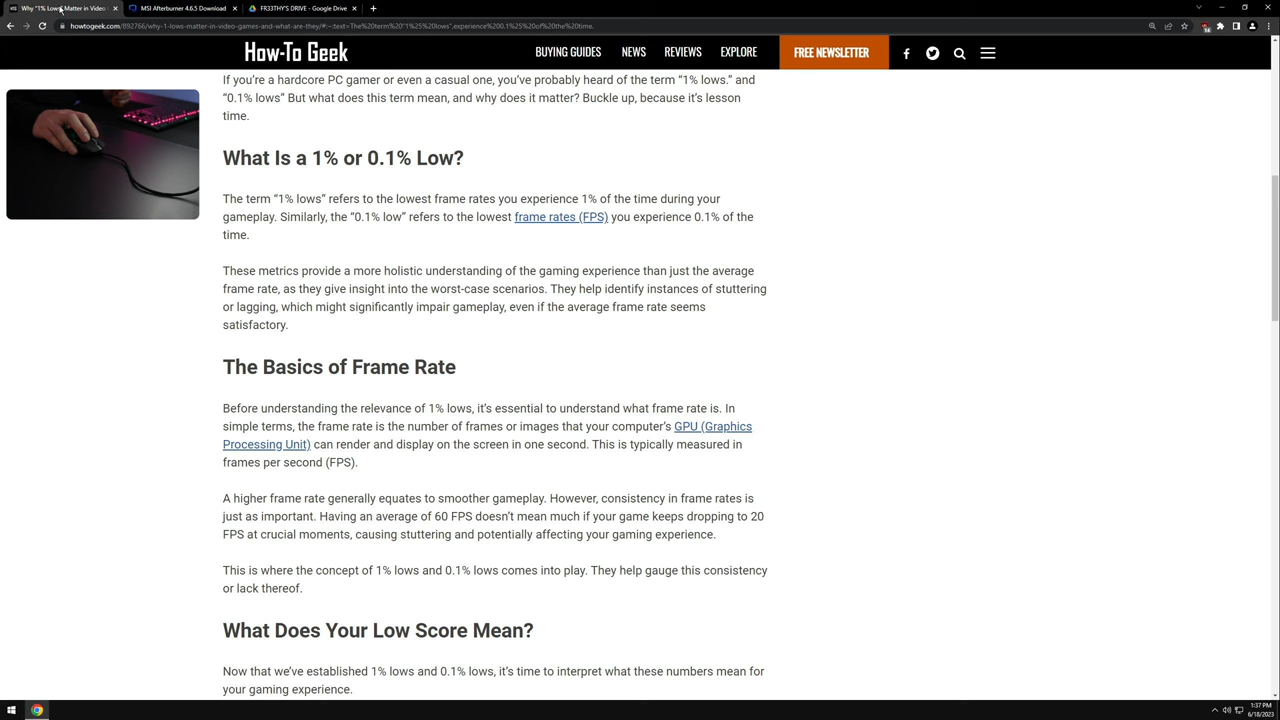 Why "1% Lows" Matter in Video
MSI Afterburner 4.6.5 Download
FR33THY'S DRIVE - Google Drive
howtogeek.com/892766/why-1-lows-matter-in-video-games-and-what-are-they/#:~:text=The%20term%20"1%25%20lows",experience%200.1%25%20of%20the%20time.
How-To Geek
BUYING GUIDES NEWS REVIEWS EXPLORE FREE NEWSLETTER
If you're a hardcore PC gamer or even a casual one, you've probably heard of the term “1% lows.” and
“0.1% lows” But what does this term mean, and why does it matter? Buckle up, because it's lesson
time.
What Is a 1% or 0.1% Low?
The term “1% lows” refers to the lowest frame rates you experience 1% of the time during your
gameplay. Similarly, the “0.1% low” refers to the lowest frame rates (FPS) you experience 0.1% of the
time.
These metrics provide a more holistic understanding of the gaming experience than just the average
frame rate, as they give insight into the worst-case scenarios. They help identify instances of stuttering
or lagging, which might significantly impair gameplay, even if the average frame rate seems
satisfactory.
The Basics of Frame Rate
Before understanding the relevance of 1% lows, it's essential to understand what frame rate is. In
simple terms, the frame rate is the number of frames or images that your computer's GPU (Graphics
Processing Unit) can render and display on the screen in one second. This is typically measured in
frames per second (FPS).
A higher frame rate generally equates to smoother gameplay. However, consistency in frame rates is
just as important. Having an average of 60 FPS doesn't mean much if your game keeps dropping to 20
FPS at crucial moments, causing stuttering and potentially affecting your gaming experience.
This is where the concept of 1% lows and 0.1% lows comes into play. They help gauge this consistency
or lack thereof.
What Does Your Low Score Mean?
Now that we've established 1% lows and 0.1% lows, it's time to interpret what these numbers mean for
your gaming experience.
1:37 PM
6/18/2023